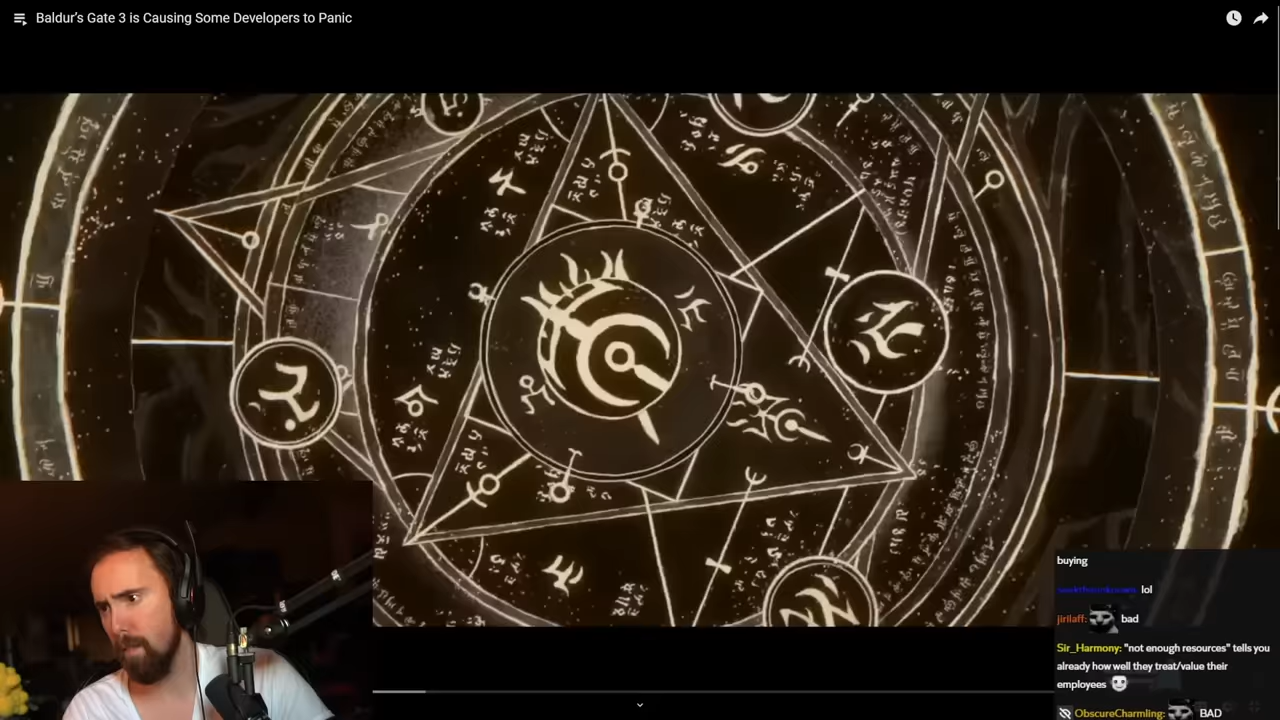 Baldur's Gate 3 is Causing Some Developers to Panic
buying
lol
jirilaff: bad
Sir_Harmony: "not enough resources" tells you
already how well they treat/value their
employees
ObscureCharmling: BAD